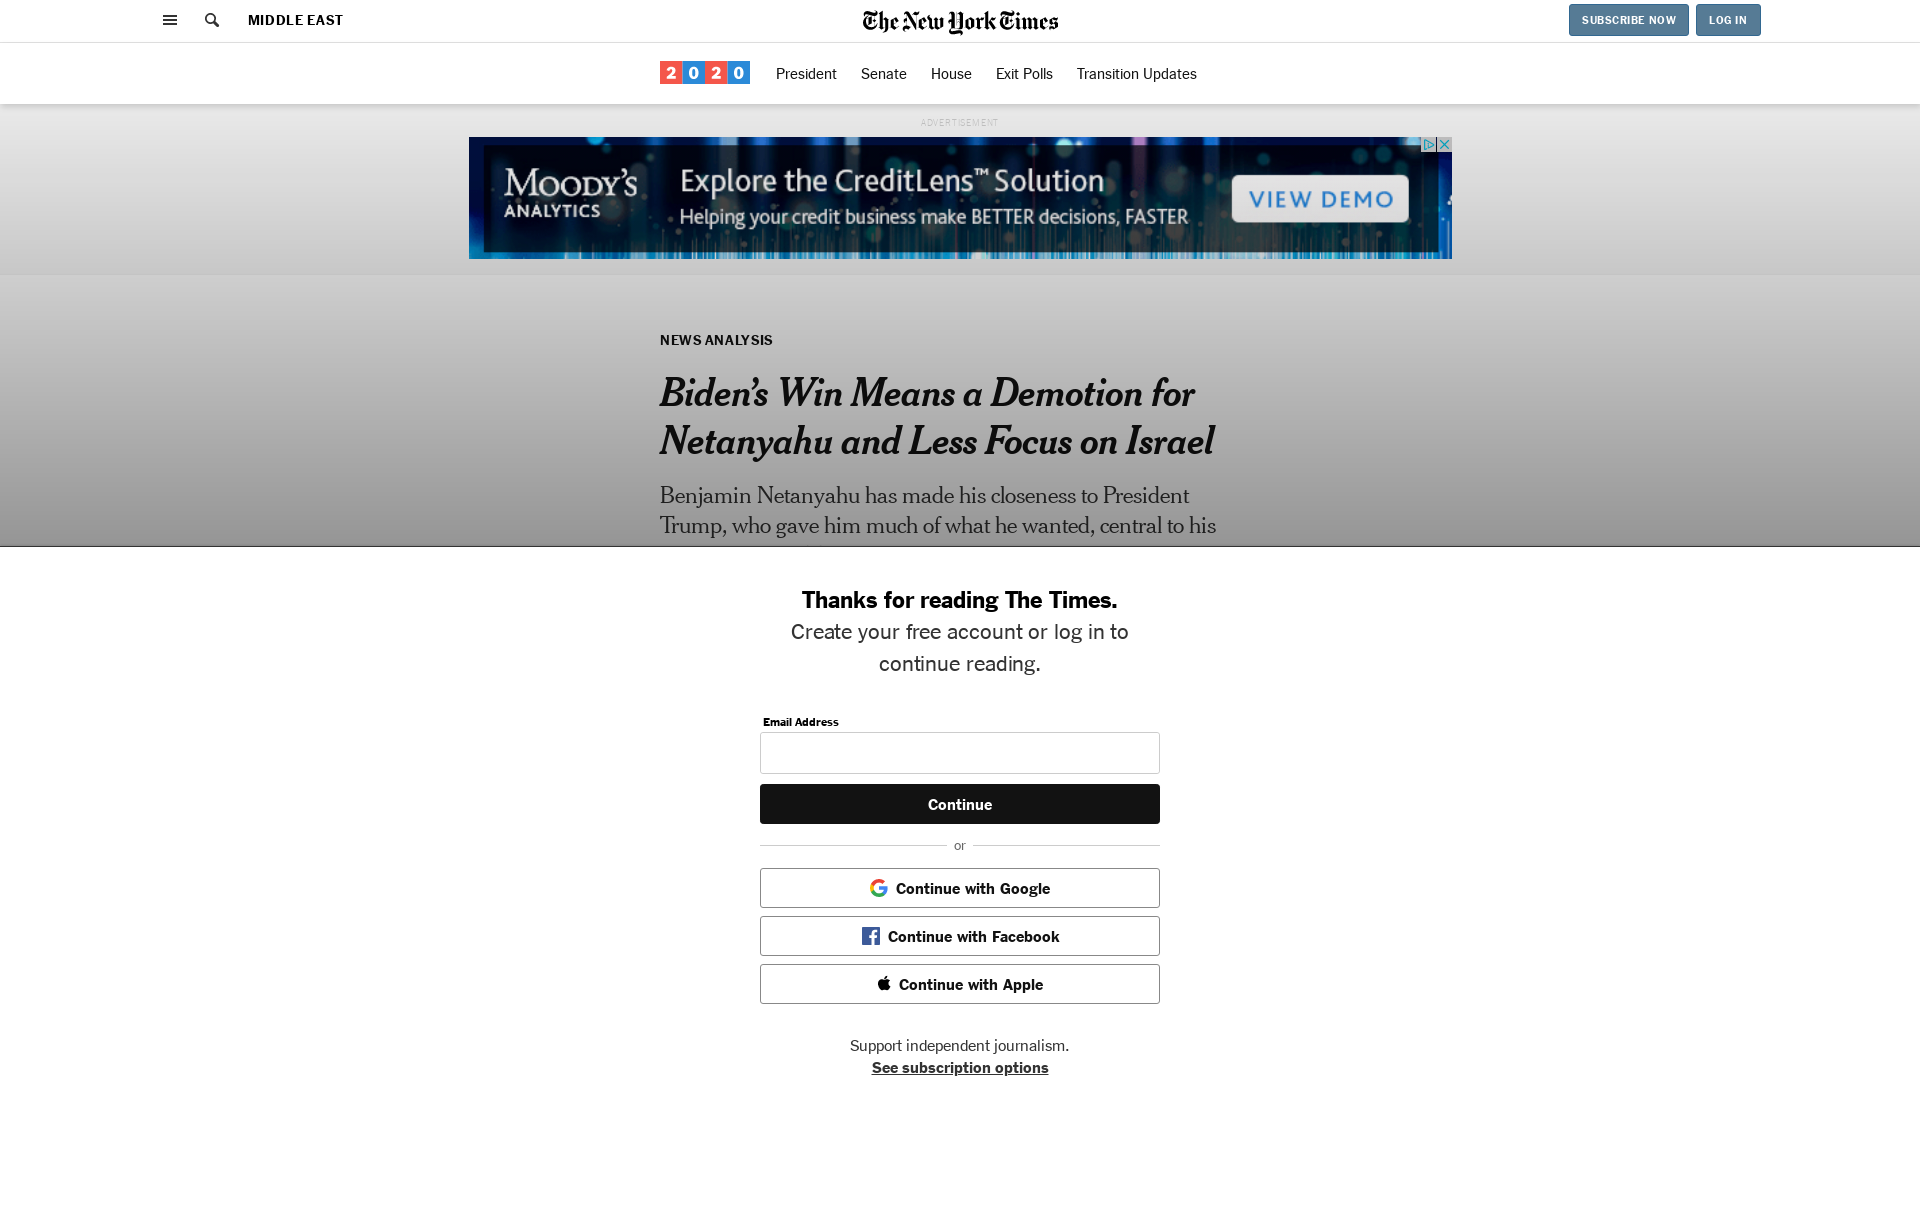 MIDDLE EAST
The New York Times
SUBSCRIBE NOW
LOG IN
2020
President
Senate
House
Exit Polls
Transition Updates
ADVERTISEMENT
MOODY'S
ANALYTICS
Explore the CreditLens™ Solution
Helping your credit business make BETTER decisions, FASTER
VIEW DEMO
NEWS ANALYSIS
Biden’s Win Means a Demotion for
Netanyahu and Less Focus on Israel
Benjamin Netanyahu has made his closeness to President
Trump, who gave him much of what he wanted, central to his
Thanks for reading The Times.
Create your free account or log in to
continue reading.
Email Address
Continue
or
Continue with Google
Continue with Facebook
Continue with Apple
Support independent journalism.
See subscription options